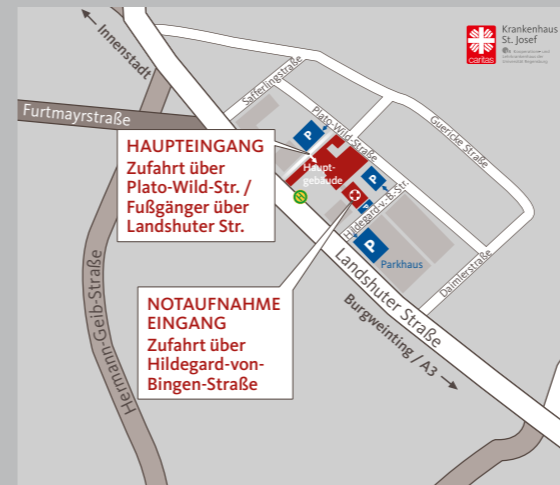 Innenstadt
Krankenhaus
St. Josef
caritas
Safferlingstraße
Furtmayrstraße
P
Plato-Wild-Straße
Guericke Straße
HAUPTEINGANG
Zufahrt über
Plato-Wild-Str. /
Fußgänger über
Landshuter Str.
Haupt-
gebäude
P
P
Hildegard-v.-B.-Str.
P
Parkhaus
Daimlerstraße
Landshuter Straße
Burgweinting / A3
Hermann-Geib-Straße
NOTAUFNAHME
EINGANG
Zufahrt über
Hildegard-von-
Bingen-Straße